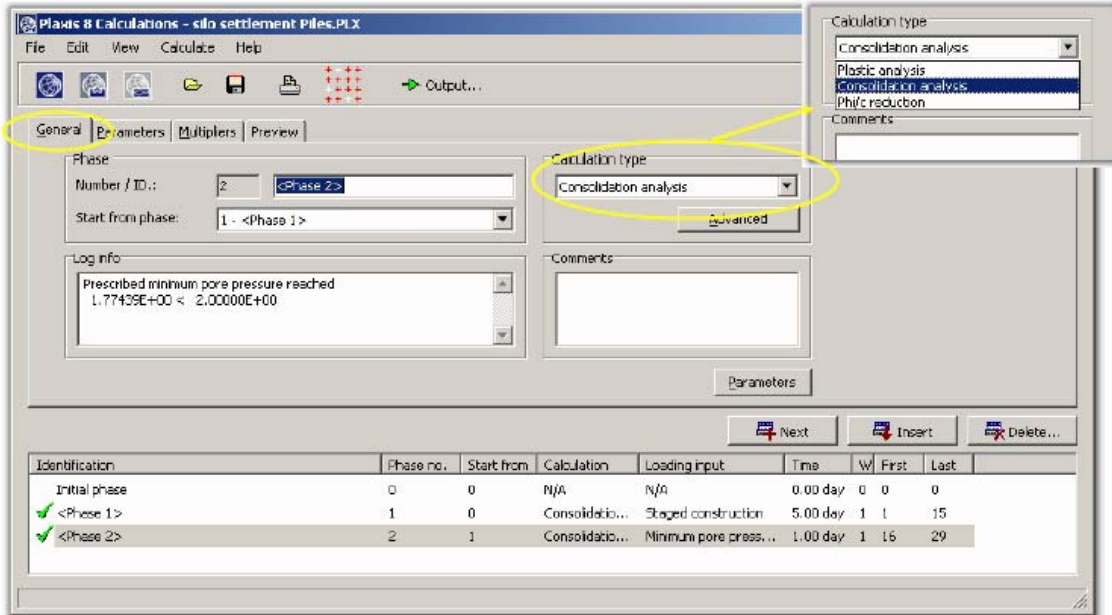 Plaxis 8 Calculations - silo settlement Piles.PLX
File Edit View Calculate Help
Output...
General Parameters Multipliers Preview
Phase
Number / ID.: 2 <Phase 2>
Start from phase: 1 - <Phase 1>
Calculation type
Consolidation analysis
Advanced
Log info
Prescribed minimum pore pressure reached
1.77439E+00 < 2.00000E+00
Comments
Parameters
Calculation type
Consolidation analysis
Plastic analysis
Consolidation analysis
Phi/c reduction
Comments
Next Insert Delete...
Identification Phase no. Start from Calculation Loading input Time W First Last
Initial phase 0 0 N/A N/A 0.00 day 0 0 0
<Phase 1> 1 0 Consolidatio... Staged construction 5.00 day 1 1 15
<Phase 2> 2 1 Consolidatio... Minimum pore press... 1.00 day 1 16 29